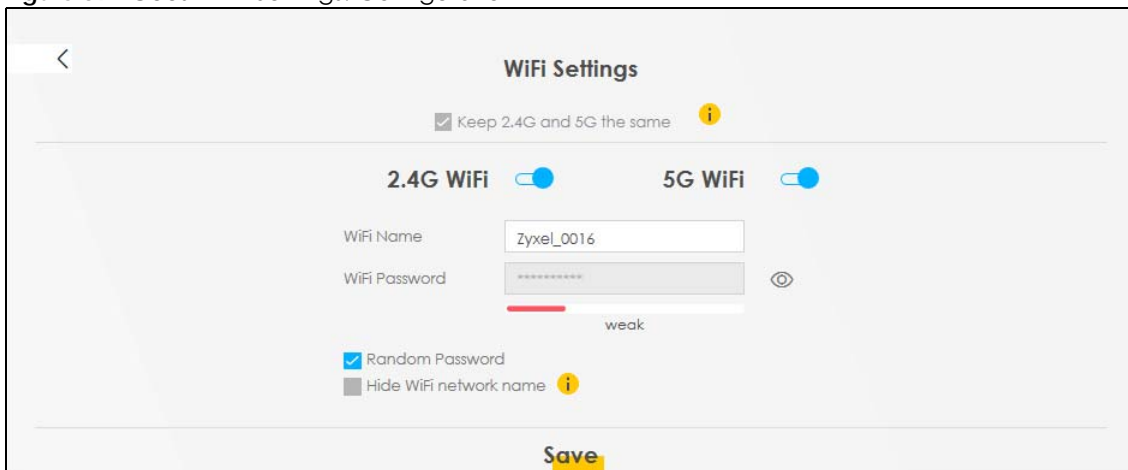 WiFi Settings
Keep 2.4G and 5G the same
2.4G WiFi
5G WiFi
WiFi Name
Zyxel_0016
WiFi Password
**********
weak
Random Password
Hide WiFi network name
Save